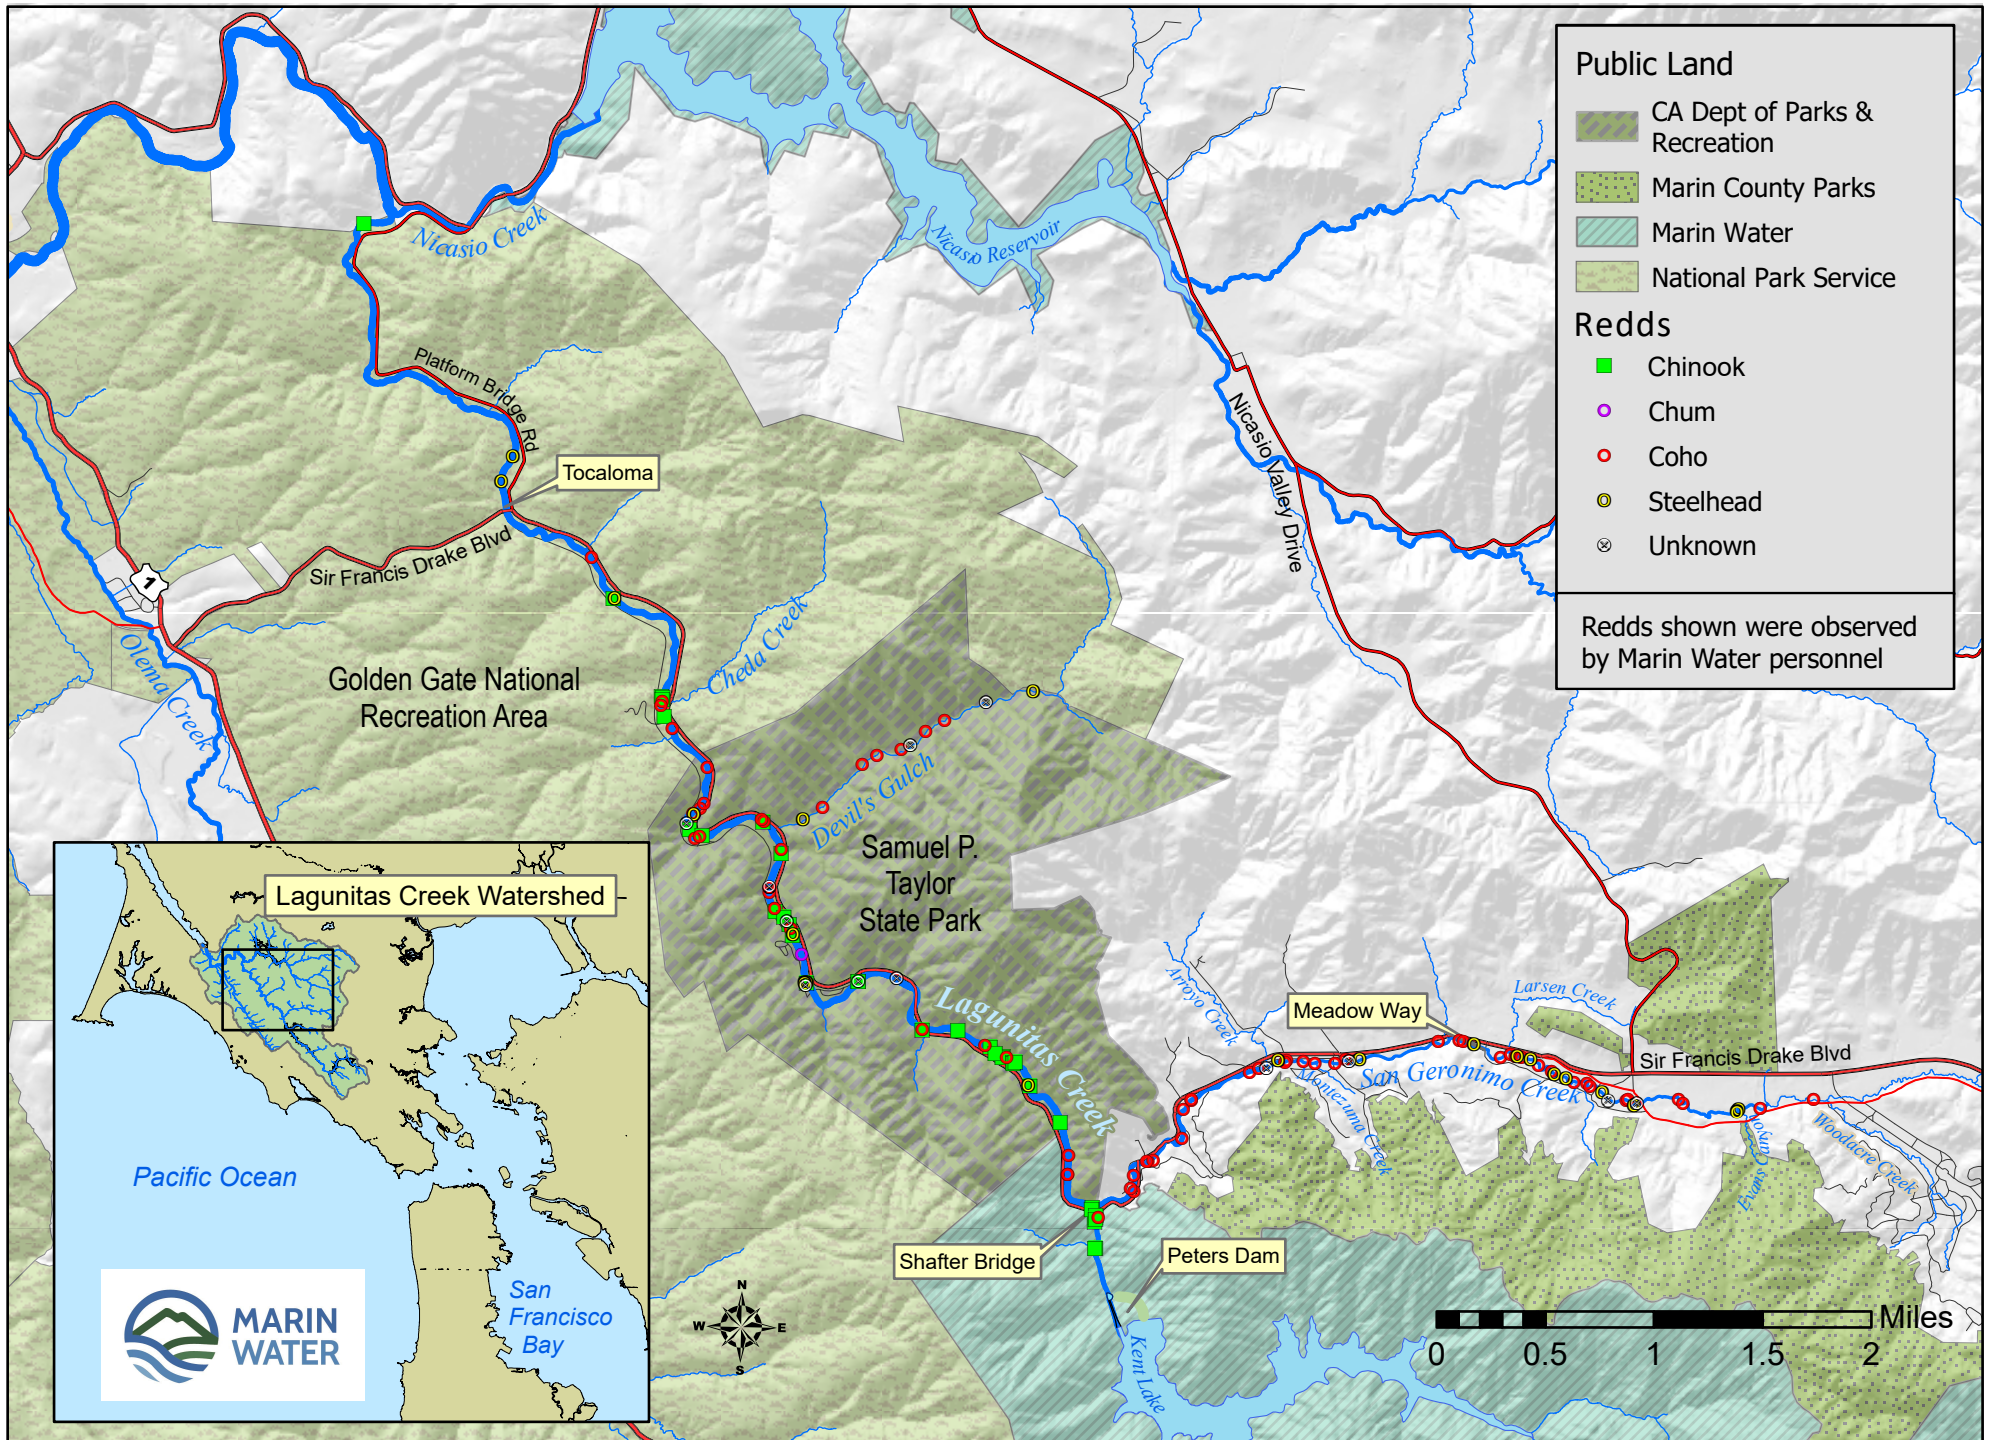 Public Land
CA Dept of Parks &
Recreation
Marin County Parks
Marin Water
National Park Service
Redds
Chinook
Chum
Coho
Steelhead
Unknown
Redds shown were observed
by Marin Water personnel
Nicasio Creek
Nicasio Reservoir
Platform Bridge Rd
Tocaloma
Nicasio Valley Drive
Sir Francis Drake Blvd
1
Olema Creek
Golden Gate National
Recreation Area
Cheda Creek
Devil's Gulch
Samuel P.
Taylor
State Park
Lagunitas Creek
Arroyo Creek
Larsen Creek
Meadow Way
Sir Francis Drake Blvd
San Geronimo Creek
Montezuma Creek
Evans Canyon
Woodacre Creek
Shafter Bridge
Peters Dam
Kent Lake
Lagunitas Creek Watershed
Pacific Ocean
San
Francisco
Bay
MARIN
WATER
N
W E
S
Miles
0 0.5 1 1.5 2